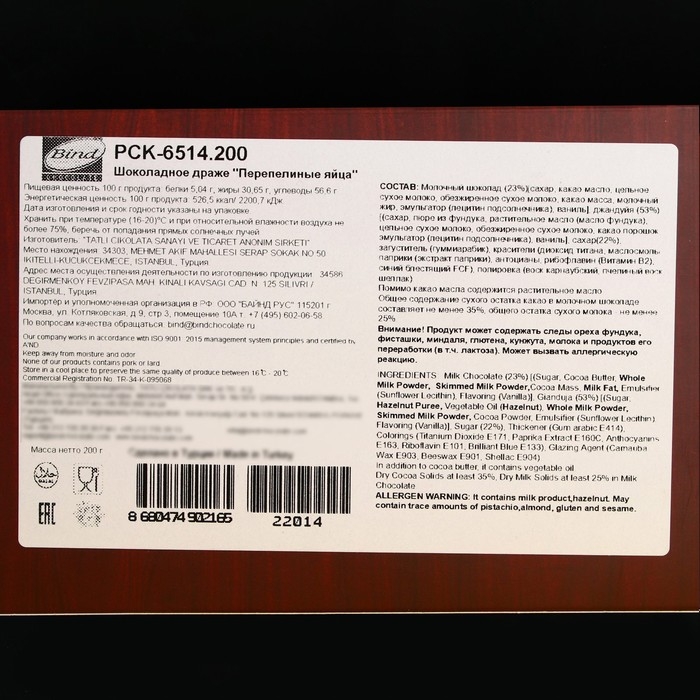 Bind
CHOCOLATE
PCK-6514.200
Шоколадное драже "Перепелиные яйца"
Пищевая ценность 100 г продукта белки 5,04 г, жиры 30,65 г, углеводы 56,6 г
Энергетическая ценность 100 г продукта 526,5 ккал/ 2200,7 кДж
Дата изготовления и срок годности указаны на упаковке
Хранить при температуре (16-20)°С и при относительной влажности воздуха не
более 75%, беречь от попадания прямых солнечных лучей
Изготовитель "TATLI CIKOLATA SANAYI VE TICARET ANONIM SIRKETI"
Место нахождения 34303, MEHMET AKIF MAHALLESI SERAP SOKAK NO 50
IKITELLI-KUCUKCEKMECE, ISTANBUL, Турция
Адрес места осуществления деятельности по изготовлению продукции 34586
DEGIRMENKOY FEVZIPASA MAH KINALI KAVSAGI CAD N 125 SILIVRI /
ISTANBUL, Турция
Импортер и уполномоченная организация в РФ ООО "БАЙНД РУС" 115201 г
Москва, ул. Котляковская, д 9, стр 3, помещение 10А т. +7 (495) 602-06-58
По вопросам качества обращаться bind@bindchocolate ru
Our company works in accordance with ISO 9001 2015 management system principles and certified by
A'ND
Keep away from moisture and odor
None of our products contain pork or lard
Store in a cool place to preserve the same quality of produce between 16℃ - 20℃
Commercial Registration No TR-34-K-095068
Масса нетто 200 г
Сделано в Турции / Made in Turkey
HALAL
EAC
8 680474 902165
22014
СОСТАВ: Молочный шоколад (23%)[сахар, какао масло, цельное
сухое молоко, обезжиренное сухое молоко, какао масса, молочный
жир, эмульгатор (лецитин подсолнечника), ваниль], джандуйя (53%)
[(сахар, пюре из фундука, растительное масло (масло фундука),
цельное сухое молоко, обезжиренное сухое молоко, какао порошок
эмульгатор (лецитин подсолнечника), ваниль], сахар(22%),
загуститель (гуммиарабик), красители (диоксид титана, маслосмоль
паприки (экстракт паприки), антоцианы, рибофлавин (Витамин В2),
синий блестящий FCF), полировка (воск карнаубский, пчелиный воск
шеллак)
Помимо какао масла содержится растительное масло
Общее содержание сухого остатка какао в молочном шоколаде
составляет не менее 35%, общего остатка сухого молока - не менее
25%
Внимание! Продукт может содержать следы ореха фундука,
фисташки, миндаля, глютена, кунжута, молока и продуктов его
переработки (в т.ч. лактоза). Может вызвать аллергическую
реакцию.
INGREDIENTS Milk Chocolate (23%) [(Sugar, Cocoa Butter, Whole
Milk Powder, Skimmed Milk Powder,Cocoa Mass, Milk Fat, Emulsifier
(Sunflower Lecithin), Flavoring (Vanilla)], Gianduja (53%) [(Sugar,
Hazelnut Puree, Vegetable Oil (Hazelnut), Whole Milk Powder,
Skimmed Milk Powder, Cocoa Powder, Emulsifier (Sunflower Lecithin)
Flavoring (Vanilla)], Sugar (22%), Thickener (Gum arabic E414),
Colorings (Titanium Dioxide E171, Paprika Extract E160C, Anthocyanins
E163, Riboflavin E101, Brilliant Blue E133), Glazing Agent (Carnauba
Wax E903, Beeswax E901, Shellac E904)
In addition to cocoa butter, it contains vegetable oil
Dry Cocoa Solids at least 35%, Dry Milk Solids at least 25% in Milk
Chocolate
ALLERGEN WARNING: It contains milk product,hazelnut. May
contain trace amounts of pistachio,almond, gluten and sesame.